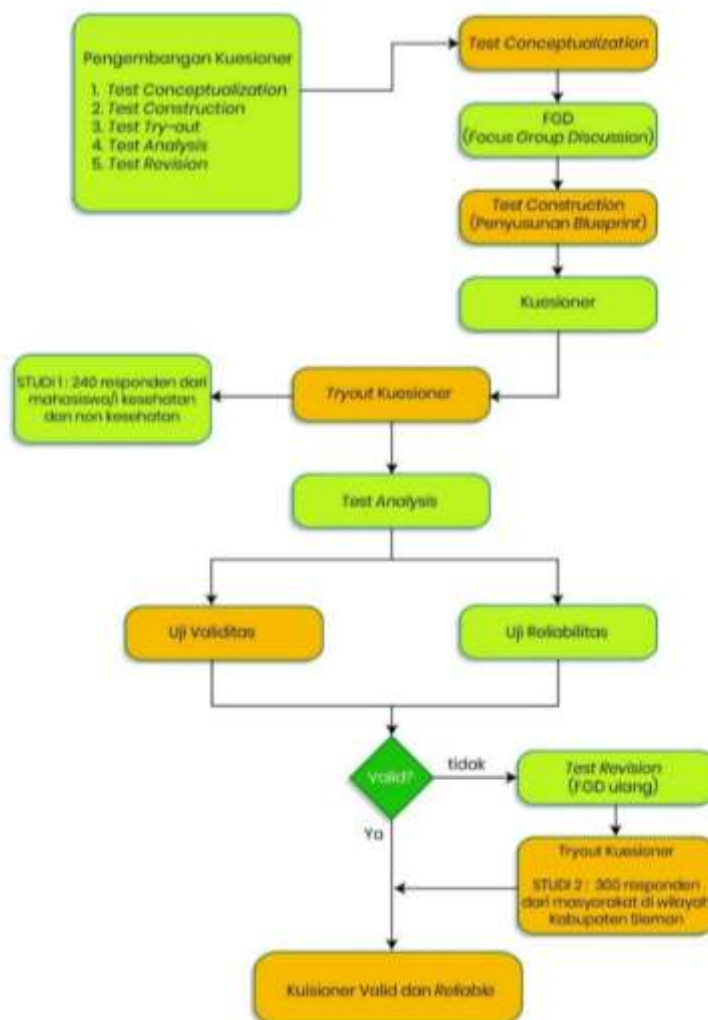 Pengembangan Kuesioner
1. Test Conceptualization
2. Test Construction
3. Test Try-out
4. Test Analysis
5. Test Revision
Test Conceptualization
FGD
(Focus Group Discussion)
Test Construction
(Penyusunan Blueprint)
Kuesioner
STUDI 1 : 240 responden dari
mahasiswa/i kesehatan
dan non kesehatan
Tryout Kuesioner
Test Analysis
Uji Validitas
Uji Reliabilitas
Valid?
tidak
Test Revision
(FGD ulang)
Ya
Tryout Kuesioner
STUDI 2 : 300 responden
dari masyarakat di wilayah
Kabupaten Sleman
Kuisioner Valid dan Reliable